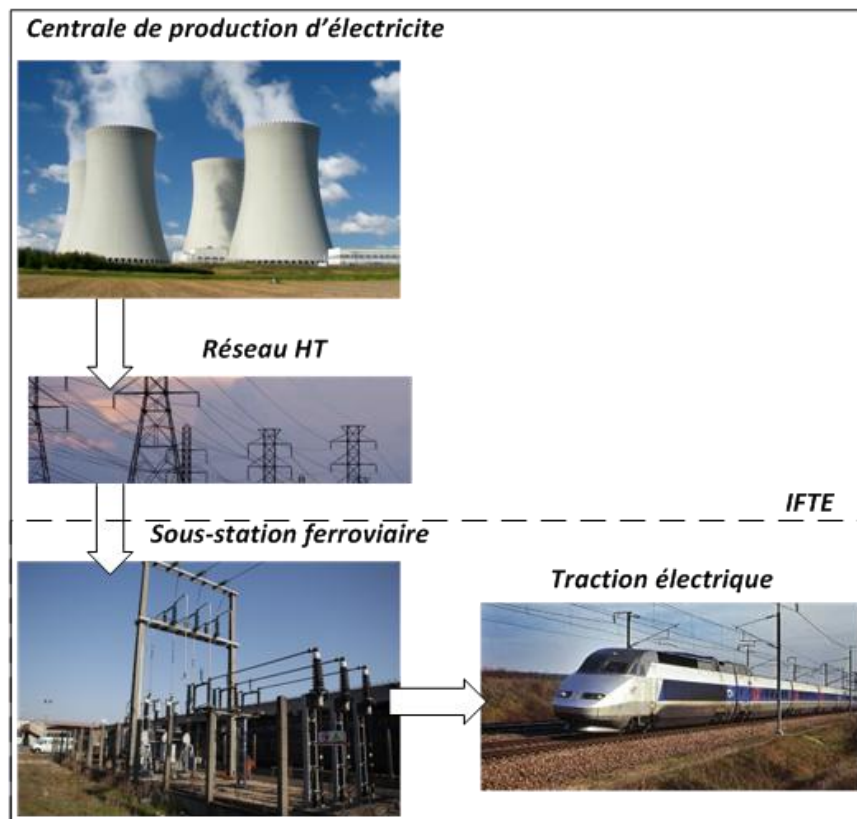 Centrale de production d'électricite
Réseau HT
IFTE
Sous-station ferroviaire
Traction électrique